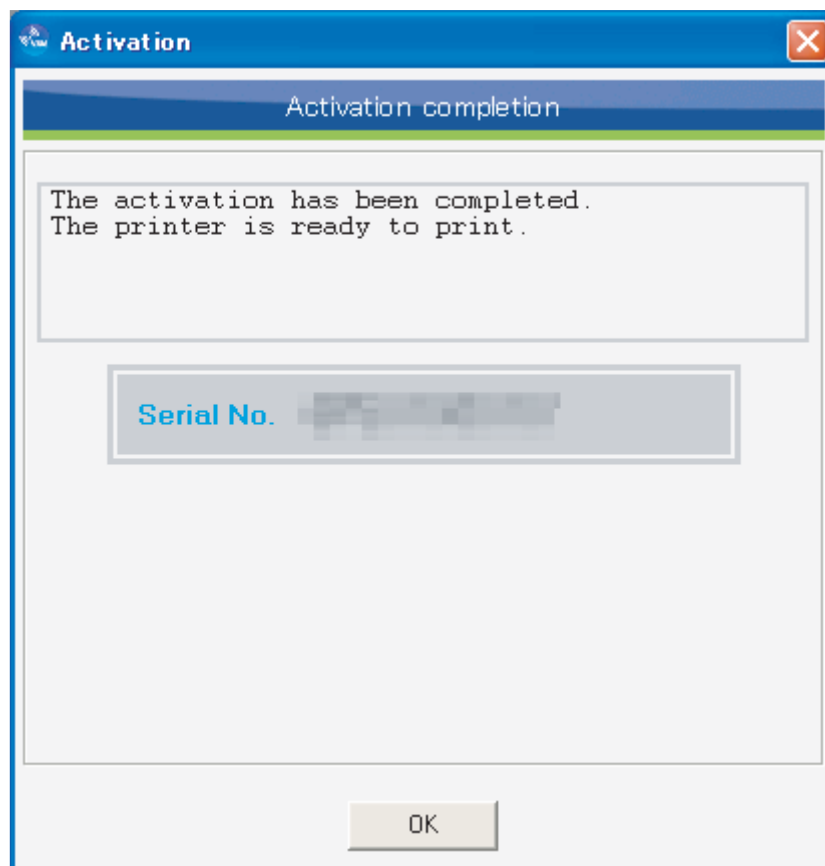 Activation
Activation completion
The activation has been completed.
The printer is ready to print.
Serial No.
OK